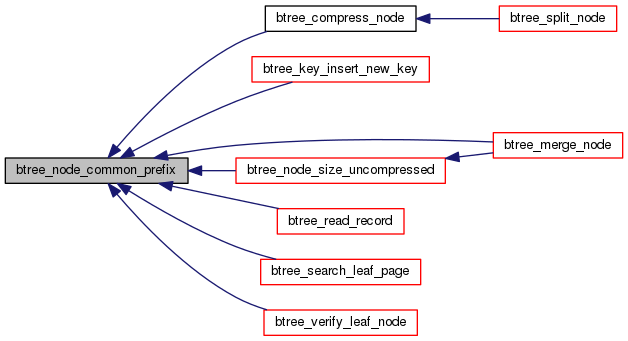 btree_compress_node
btree_split_node
btree_key_insert_new_key
btree_merge_node
btree_node_common_prefix
btree_node_size_uncompressed
btree_read_record
btree_search_leaf_page
btree_verify_leaf_node